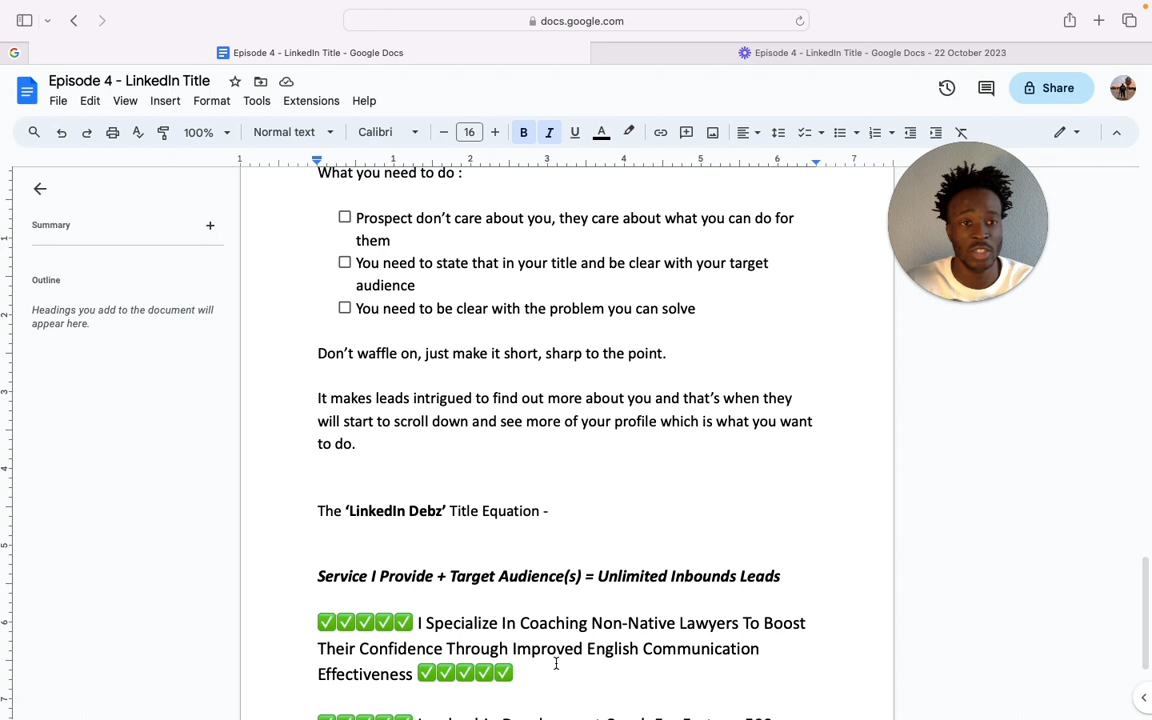 docs.google.com
Episode 4 - LinkedIn Title - Google Docs
Episode 4 - LinkedIn Title - Google Docs - 22 October 2023
Episode 4 - LinkedIn Title
File Edit View Insert Format Tools Extensions Help
Share
100% Normal text Calibri 16 B I U A
1 1 2 3 4 5 6 7
What you need to do :
Summary
Outline
Headings you add to the document will
appear here.
Prospect don't care about you, they care about what you can do for
them
You need to state that in your title and be clear with your target
audience
You need to be clear with the problem you can solve
Don't waffle on, just make it short, sharp to the point.
It makes leads intrigued to find out more about you and that's when they
will start to scroll down and see more of your profile which is what you want
to do.
The 'LinkedIn Debz' Title Equation -
Service I Provide + Target Audience(s) = Unlimited Inbounds Leads
✅✅✅✅✅ I Specialize In Coaching Non-Native Lawyers To Boost
Their Confidence Through Improved English Communication
Effectiveness ✅✅✅✅✅